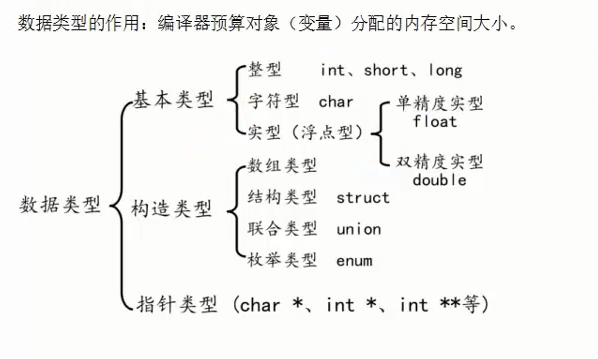 数据类型的作用：编译器预算对象（变量）分配的内存空间大小。
整型 int、short、long
基本类型
字符型 char
单精度实型
float
实型（浮点型）
双精度实型
double
数组类型
数据类型
构造类型
结构类型 struct
联合类型 union
枚举类型 enum
指针类型 (char *、int *、int **等)